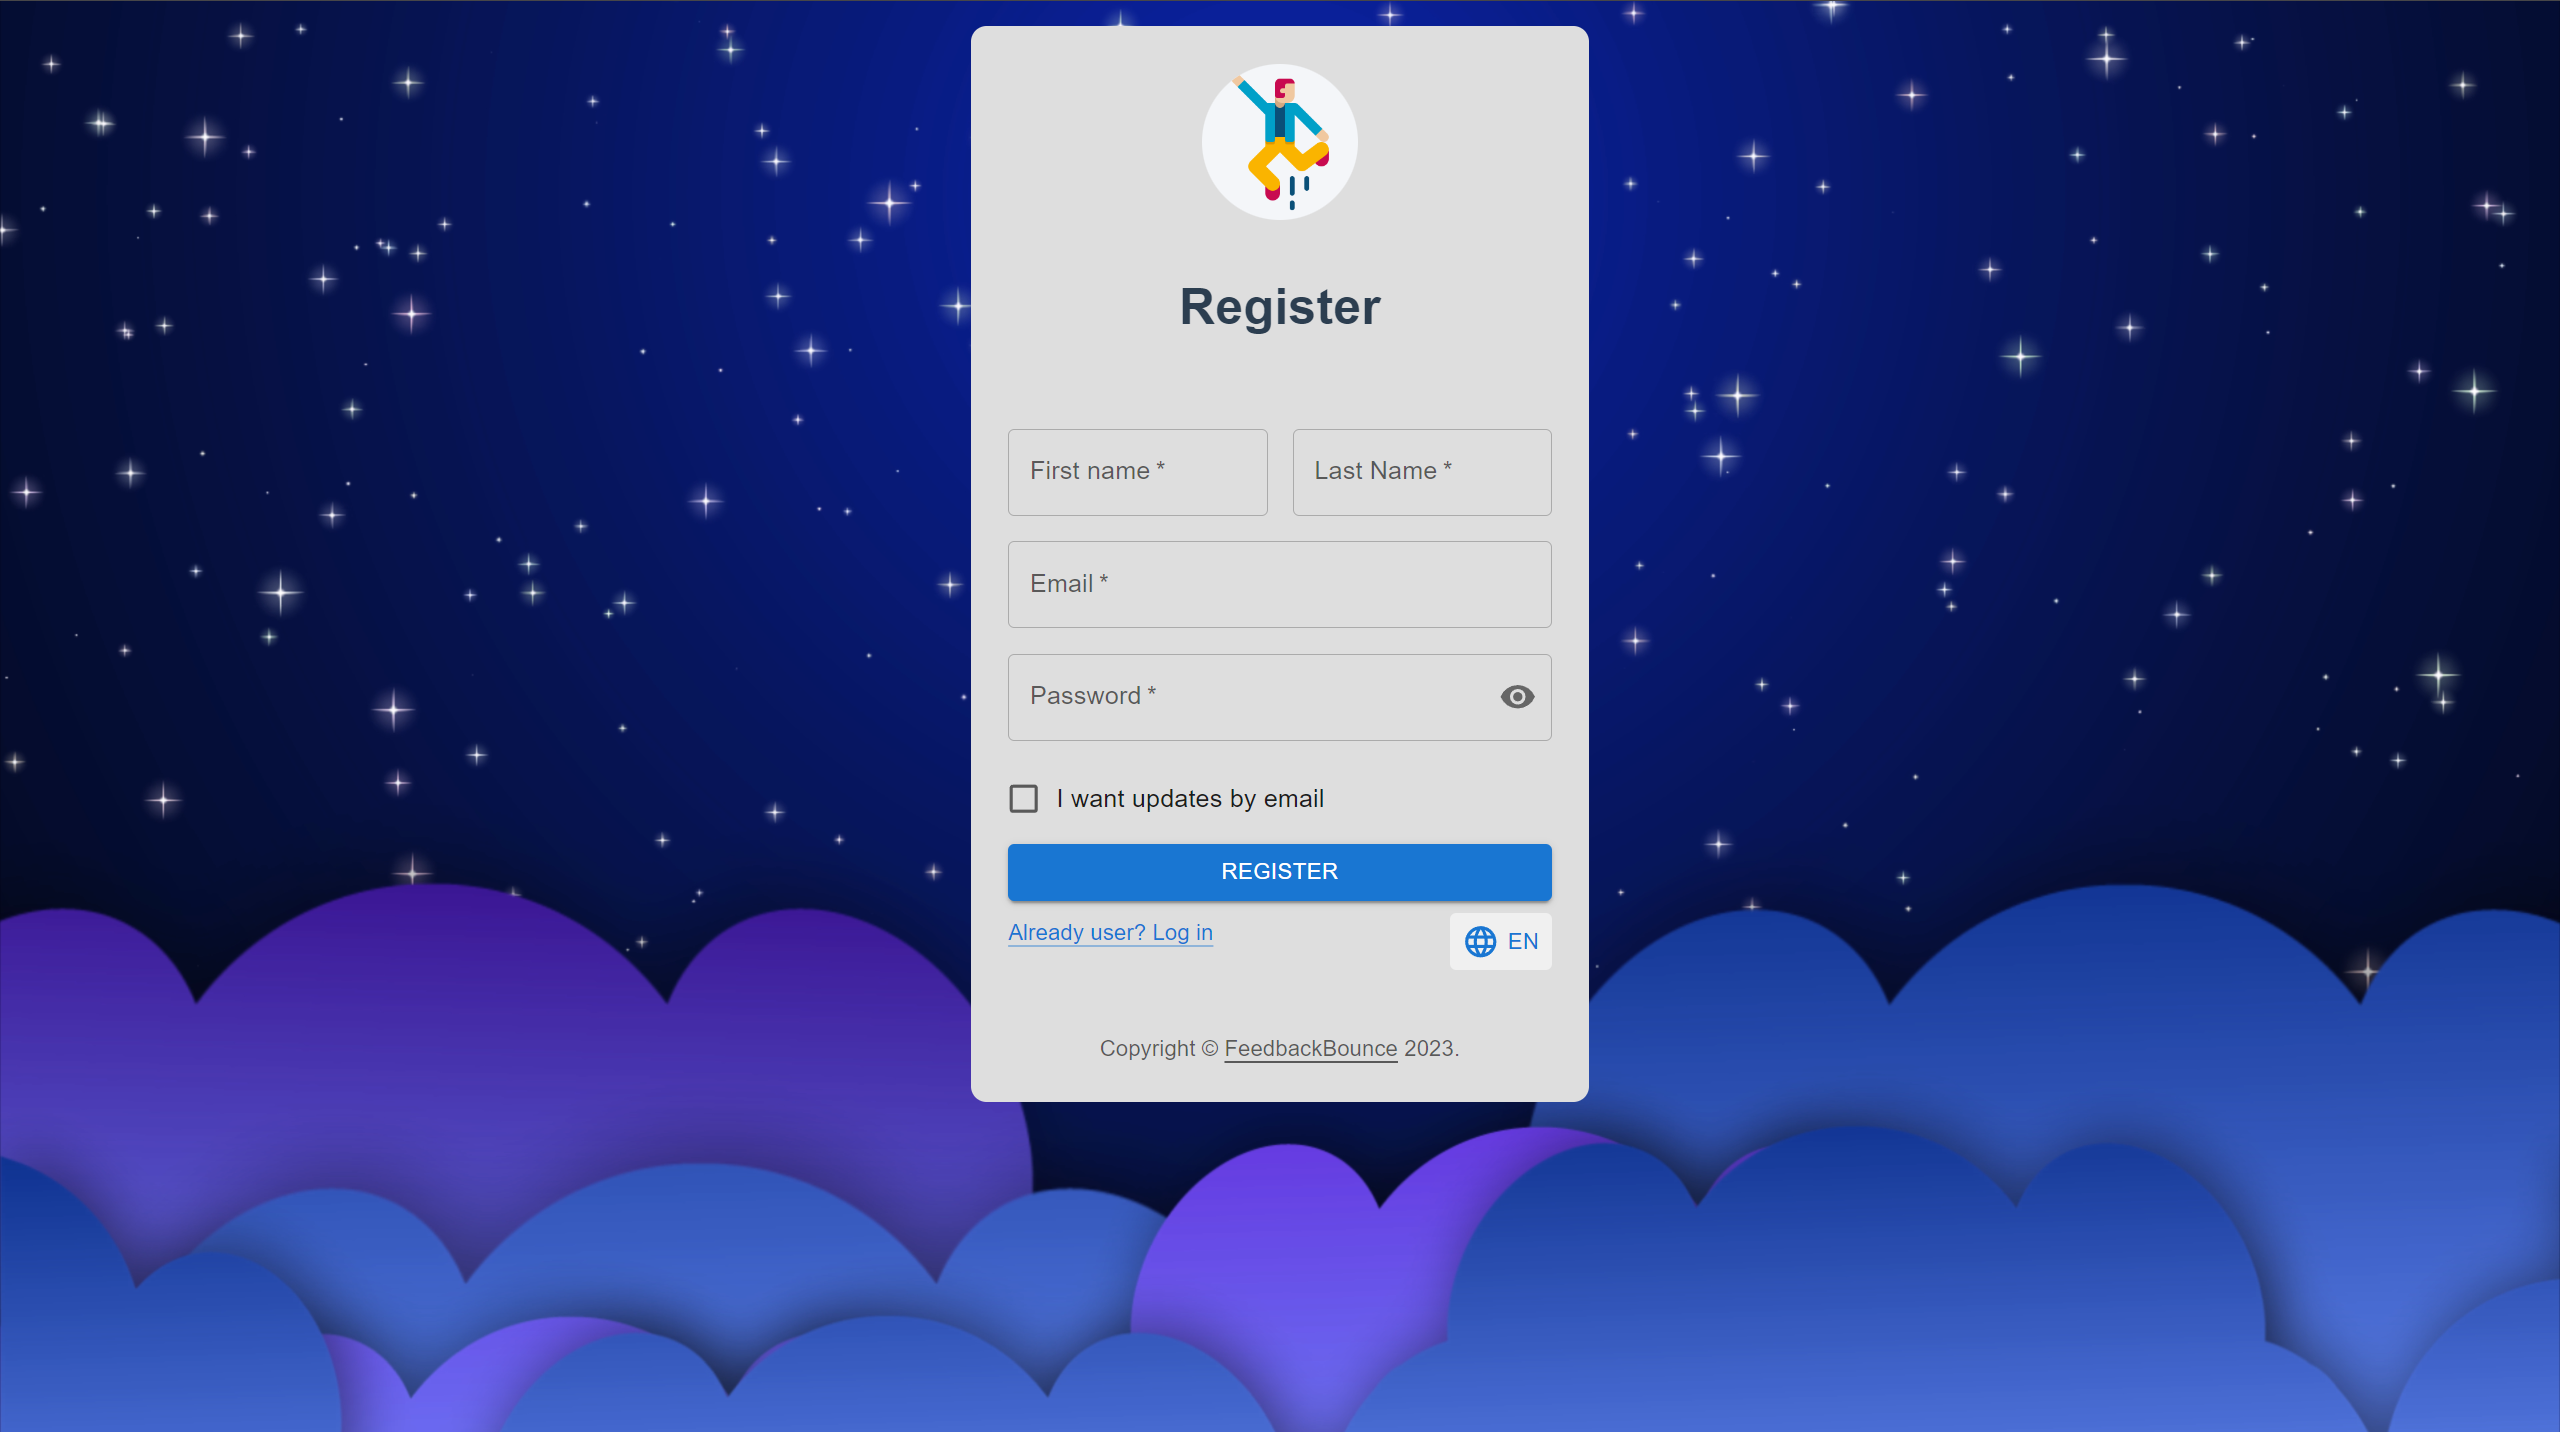 Register
First name *
Last Name *
Email *
Password *
I want updates by email
REGISTER
Already user? Log in
EN
Copyright © FeedbackBounce 2023.